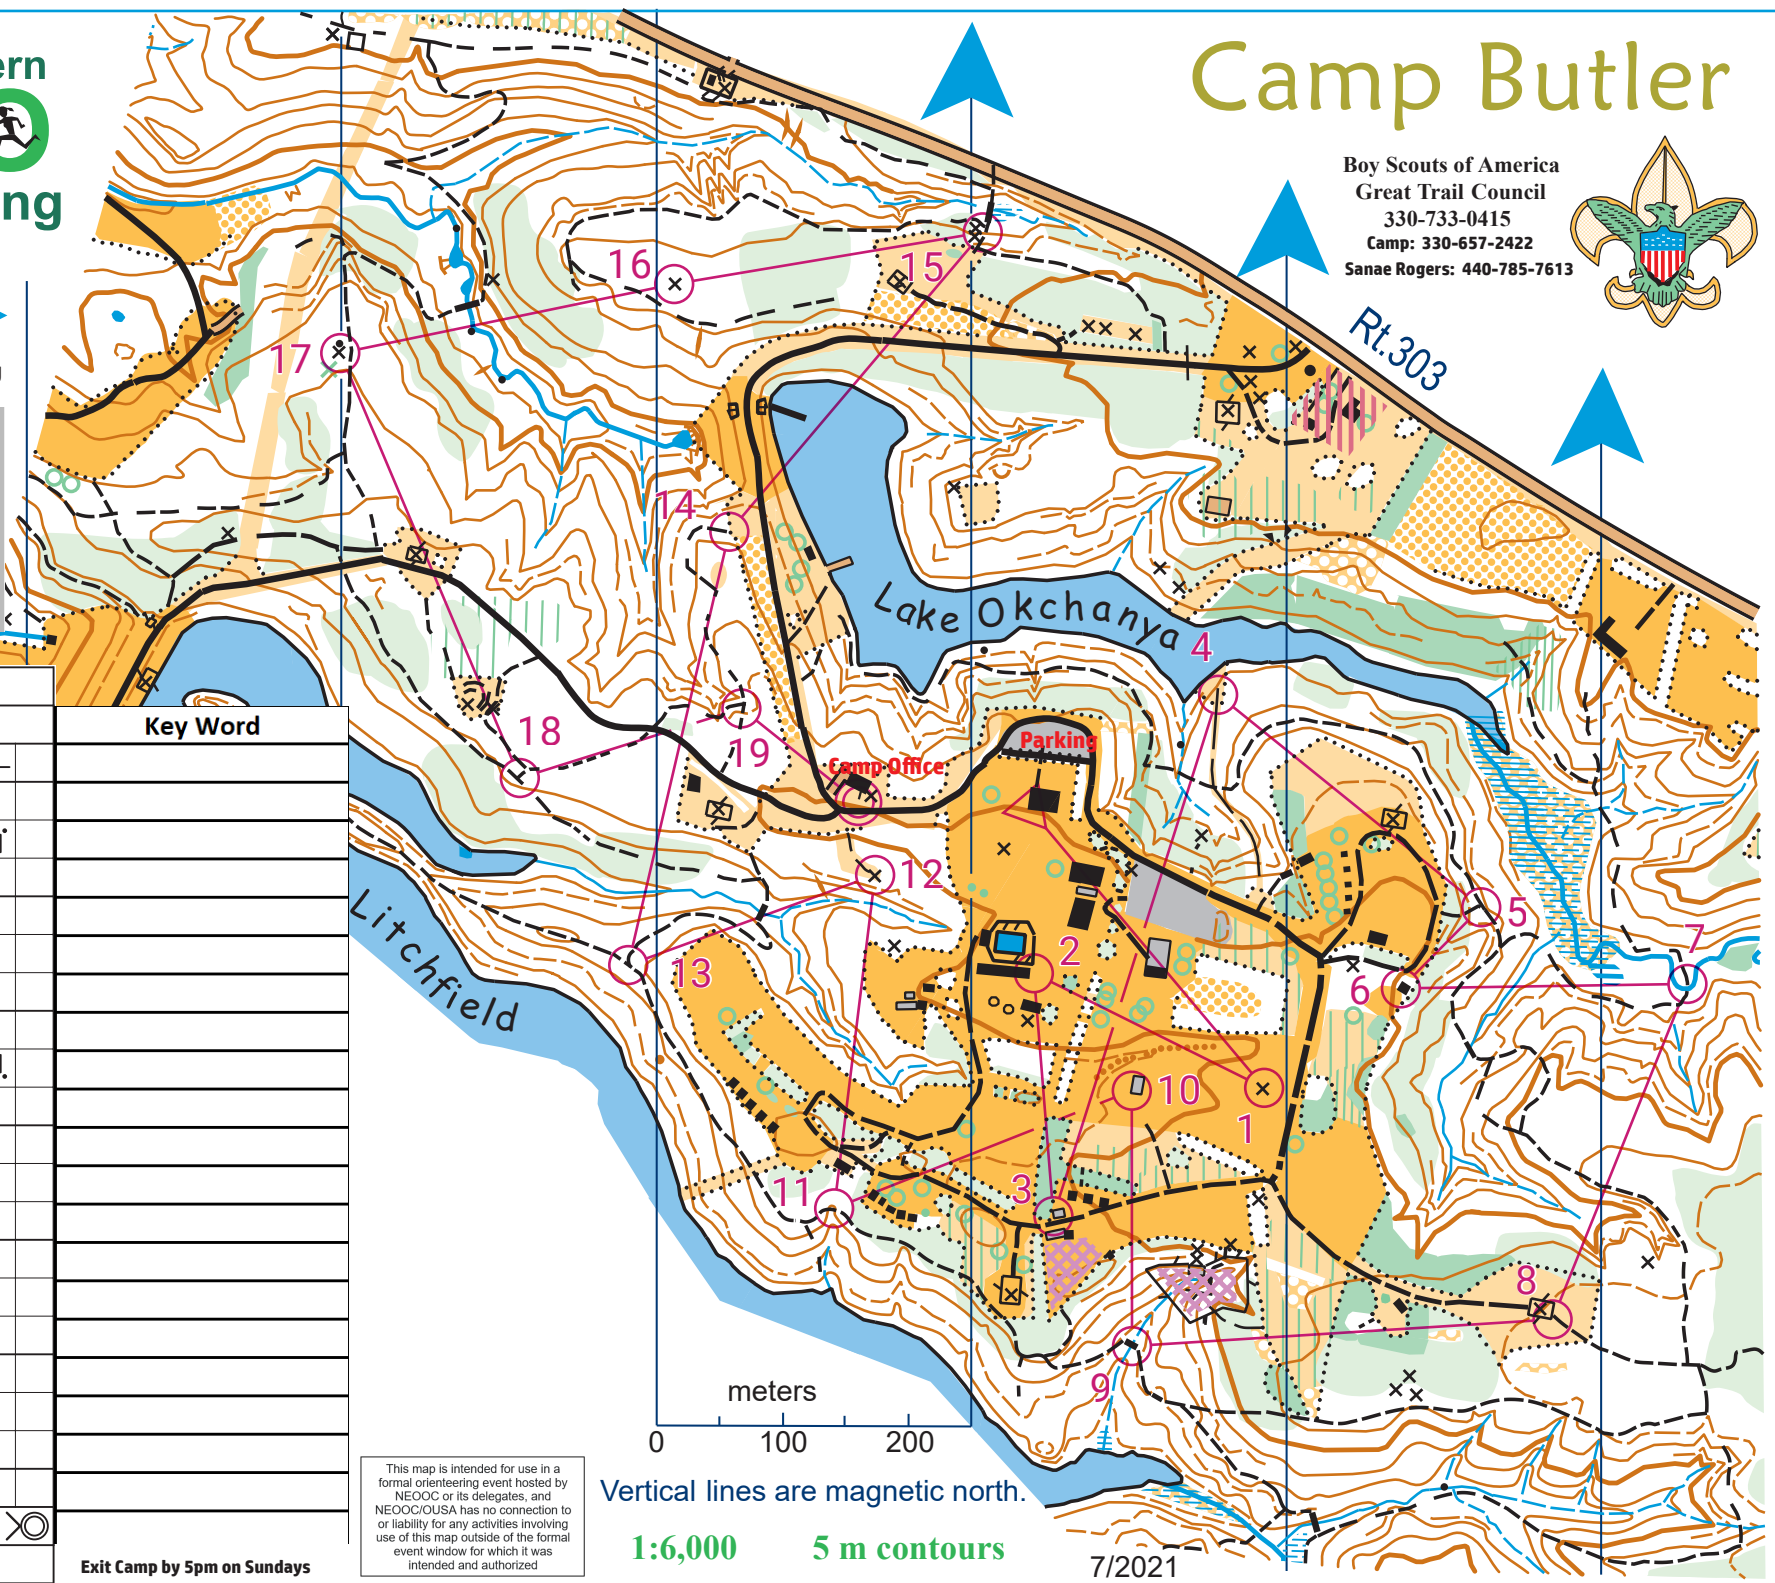 ern
O
ng
Camp Butler
Boy Scouts of America
Great Trail Council
330-733-0415
Camp: 330-657-2422
Sanae Rogers: 440-785-7613
Rt.303
16
15
17
14
Lake Okchanya
4
18
19
Parking
Camp Office
12
5
7
2
13
6
10
1
11
3
8
9
Litchfield
Key Word
Exit Camp by 5pm on Sundays
This map is intended for use in a
formal orienteering event hosted by
NEOOC or its delegates, and
NEOOC/OUSA has no connection to
or liability for any activities involving
use of this map outside of the formal
event window for which it was
intended and authorized
meters
0 100 200
Vertical lines are magnetic north.
1:6,000 5 m contours
7/2021